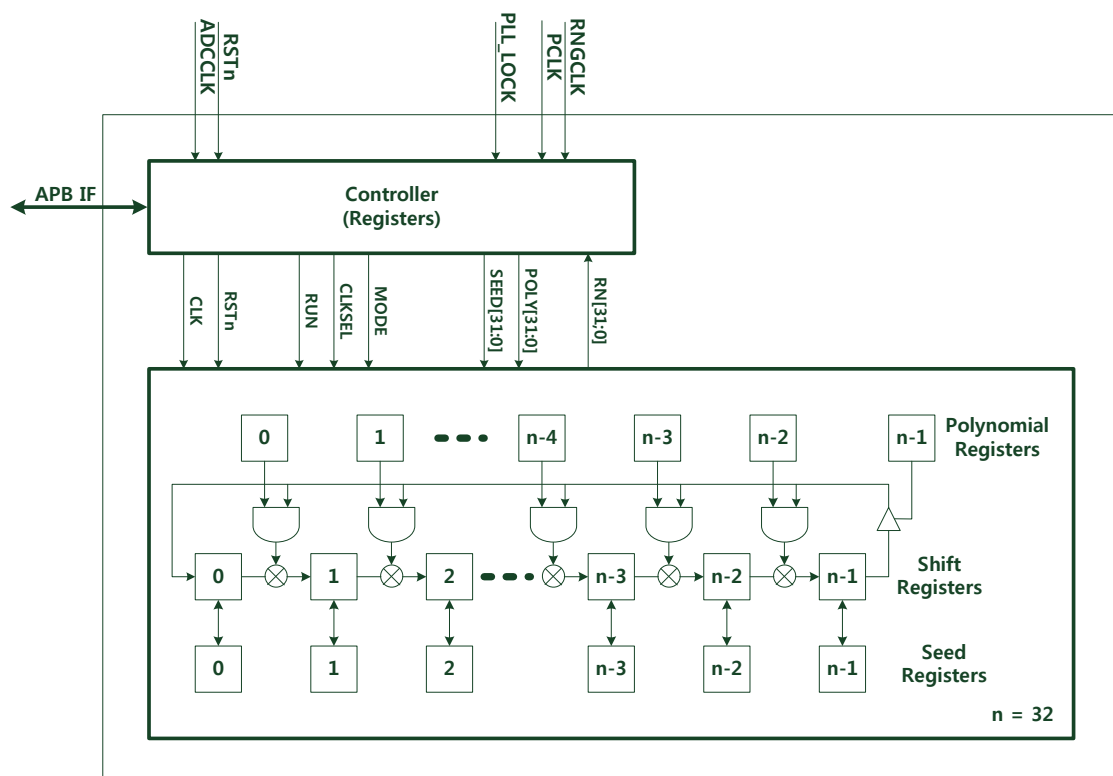 ADCCLK
RSTn
PLL_LOCK
PCLK
RNGCLK
APB IF
Controller
(Registers)
CLK
RSTn
RUN
CLKSEL
MODE
SEED[31:0]
POLY[31:0]
RN[31;0]
0
1
n-4
n-3
n-2
n-1
Polynomial
Registers
0
1
2
n-3
n-2
n-1
Shift
Registers
0
1
2
n-3
n-2
n-1
Seed
Registers
n = 32